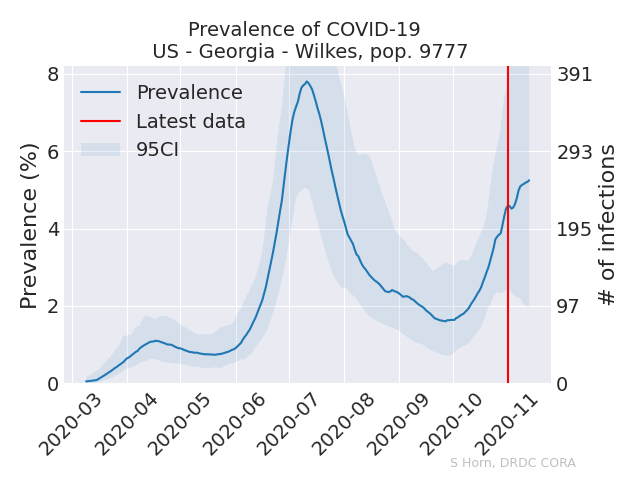 Prevalence of COVID-19
US - Georgia - Wilkes, pop. 9777
Prevalence
Latest data
95CI
Prevalence (%)
8
6
4
2
0
391
293
195
97
0
# of infections
2020-03
2020-04
2020-05
2020-06
2020-07
2020-08
2020-09
2020-10
2020-11
S Horn, DRDC CORA